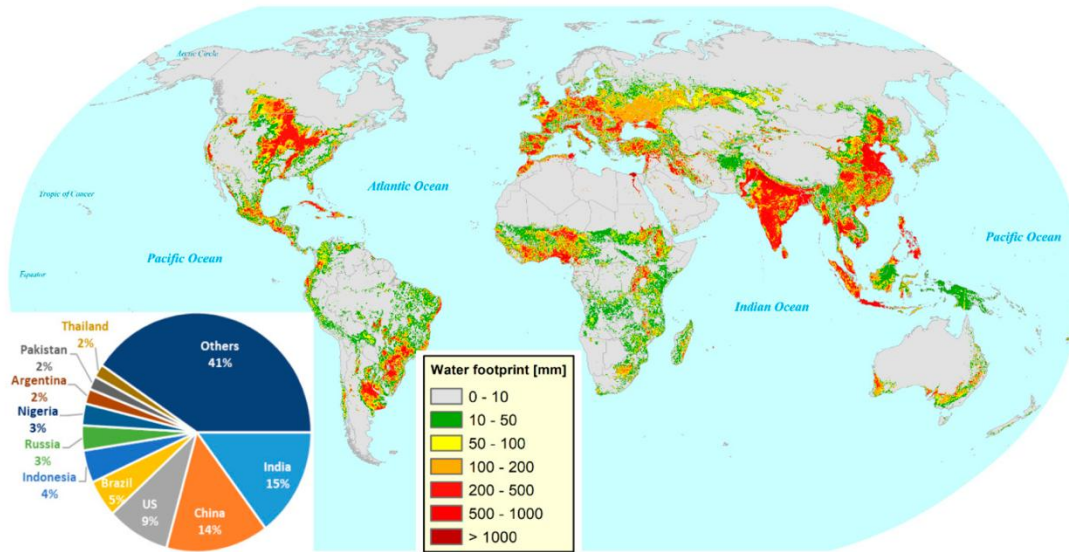 Arctic Circle
Tropic of Cancer
Atlantic Ocean
Pacific Ocean
Pacific Ocean
Equator
Indian Ocean
Thailand
2%
Pakistan
2%
Argentina
2%
Nigeria
3%
Russia
3%
Indonesia
4%
Brazil
5%
US
9%
China
14%
India
15%
Others
41%
Water footprint [mm]
0 - 10
10 - 50
50 - 100
100 - 200
200 - 500
500 - 1000
> 1000